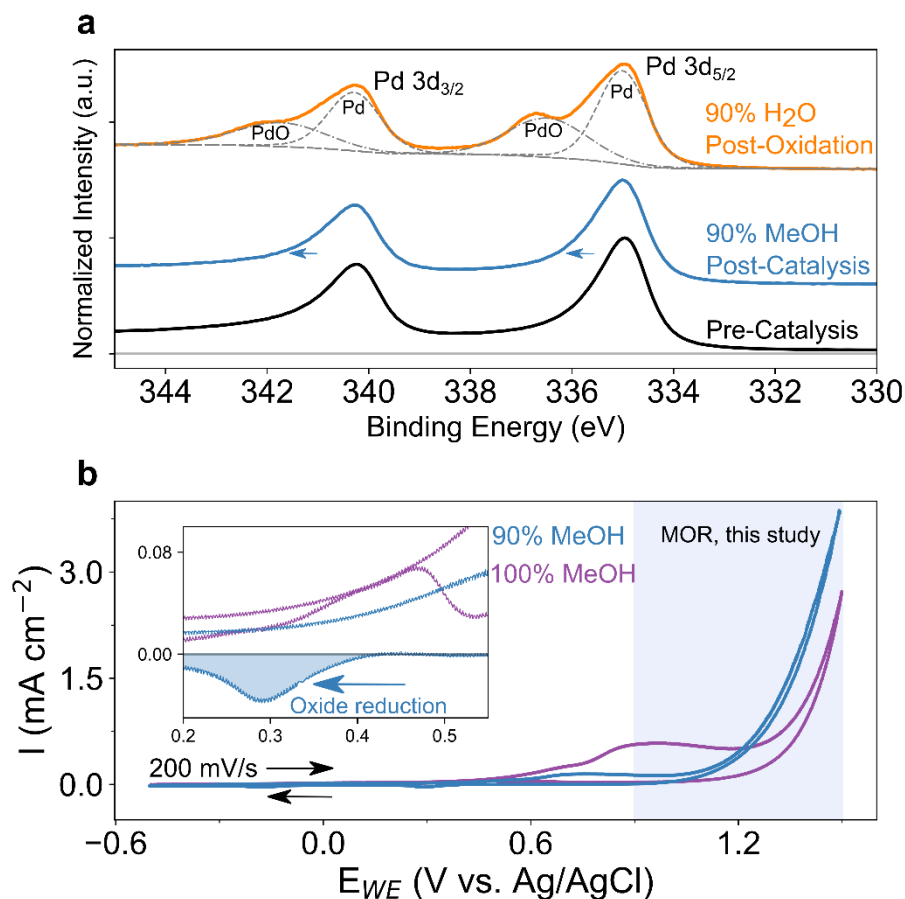 a
Normalized Intensity (a.u.)
Pd 3d3/2
Pd 3d5/2
PdO
Pd
PdO
Pd
90% H2O
Post-Oxidation
90% MeOH
Post-Catalysis
Pre-Catalysis
344 342 340 338 336 334 332 330
Binding Energy (eV)
b
I (mA cm−2)
3.0
1.5
0.0
0.08
0.00
90% MeOH
100% MeOH
MOR, this study
Oxide reduction
0.2 0.3 0.4 0.5
200 mV/s
−0.6 0.0 0.6 1.2
EWE (V vs. Ag/AgCl)